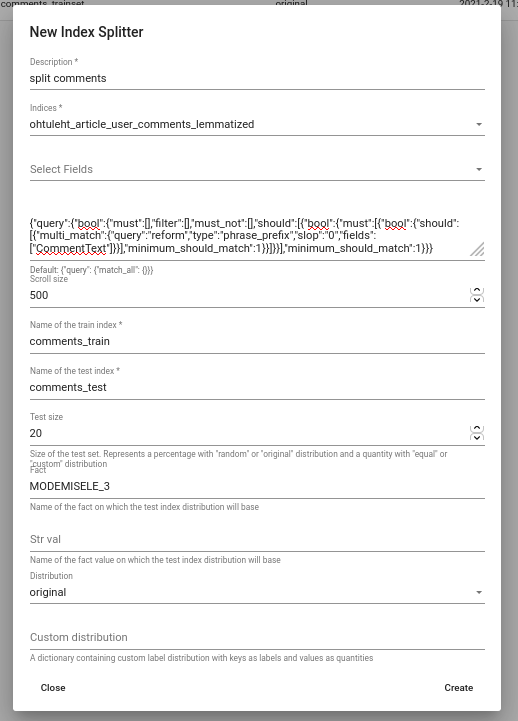 comments_trainset original 2021-2-19 11:
New Index Splitter
Description *
split comments
Indices *
ohtuleht_article_user_comments_lemmatized
Select Fields
{"query":{"bool":{"must":[],"filter":[],"must_not":[],"should":[{"bool":{"must":[{"bool":{"should":
[{"multi_match":{"query":"reform","type":"phrase_prefix","slop":"0","fields":
["CommentText"]}}],"minimum_should_match":1}}]}}],"minimum_should_match":1}}}
Default: {"query": {"match_all": {}}}
Scroll size
500
Name of the train index *
comments_train
Name of the test index *
comments_test
Test size
20
Size of the test set. Represents a percentage with "random" or "original" distribution and a quantity with "equal" or
"custom" distribution
Fact
MODEMISELE_3
Name of the fact on which the test index distribution will base
Str val
Name of the fact value on which the test index distribution will base
Distribution
original
Custom distribution
A dictionary containing custom label distribution with keys as labels and values as quantities
Close Create